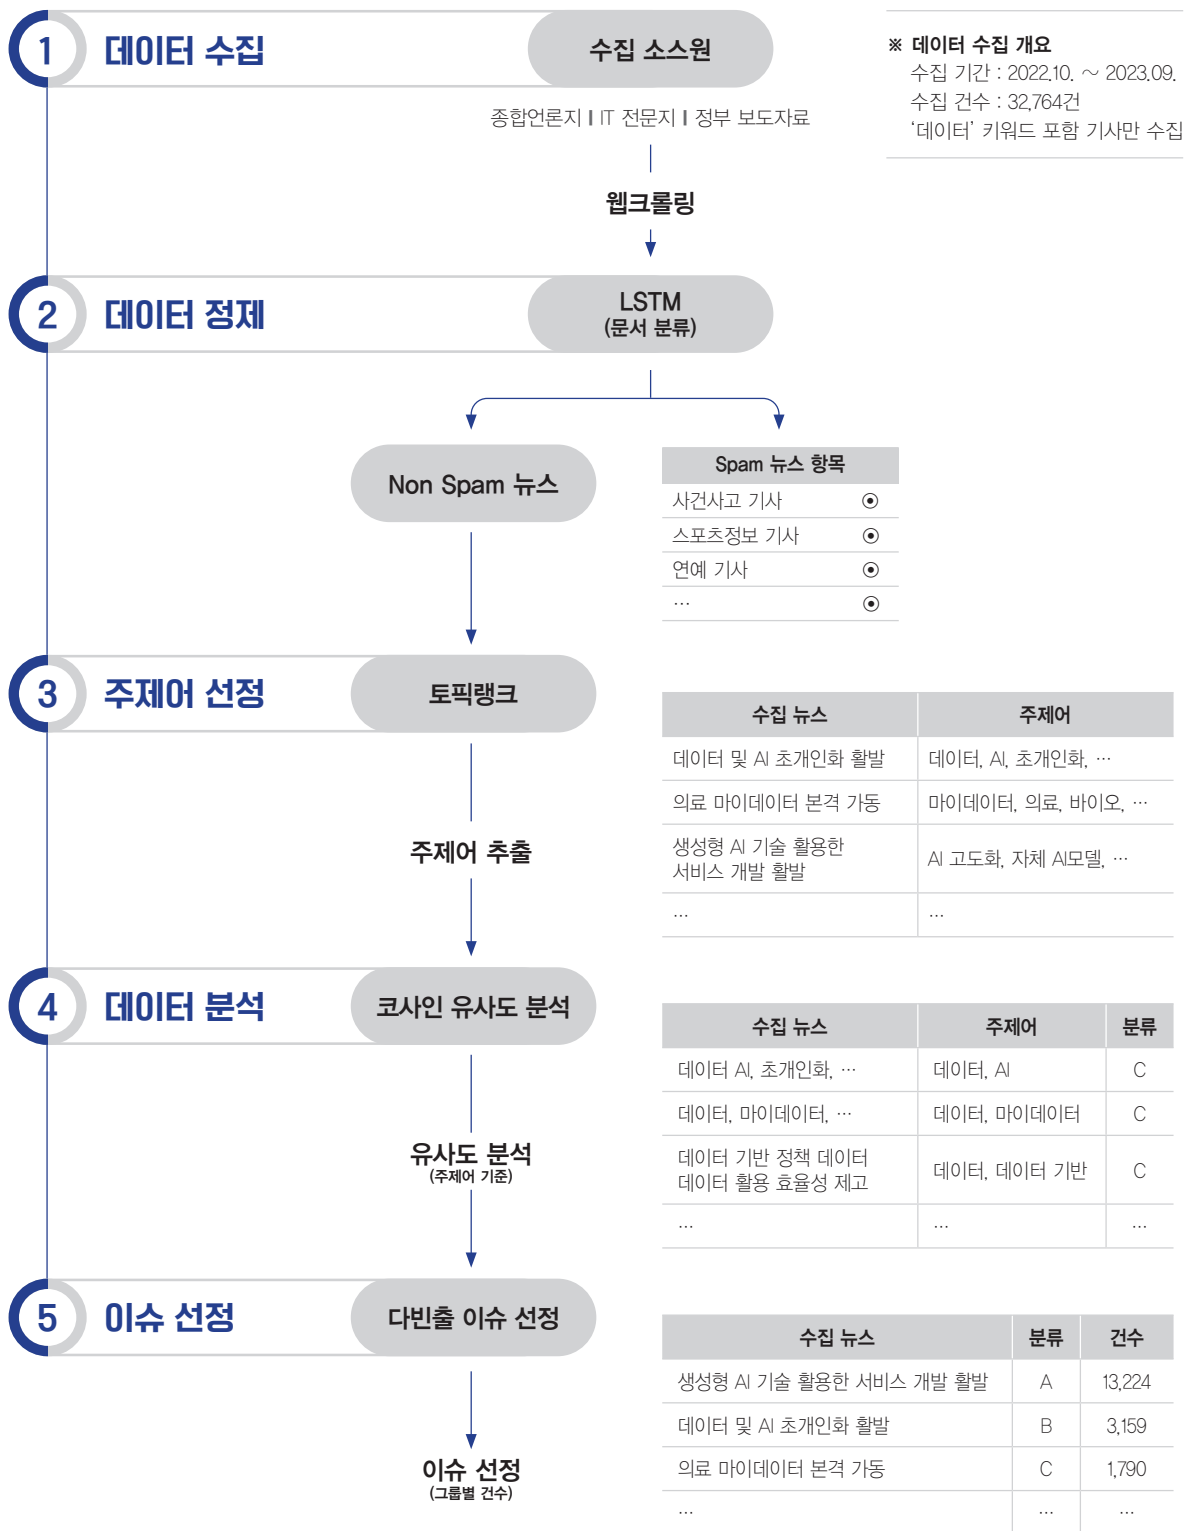 1 데이터 수집
수집 소스원
※ 데이터 수집 개요
수집 기간 : 2022.10. ~ 2023.09.
수집 건수 : 32,764건
‘데이터’ 키워드 포함 기사만 수집
종합언론지 | IT 전문지 | 정부 보도자료
웹크롤링
2 데이터 정제
LSTM
(문서 분류)
Non Spam 뉴스
Spam 뉴스 항목
사건사고 기사 ⦿
스포츠정보 기사 ⦿
연예 기사 ⦿
… ⦿
3 주제어 선정
토픽랭크
수집 뉴스 주제어
데이터 및 AI 초개인화 활발 데이터, AI, 초개인화, …
의료 마이데이터 본격 가동 마이데이터, 의료, 바이오, …
생성형 AI 기술 활용한
서비스 개발 활발
AI 고도화, 자체 AI모델, …
… …
주제어 추출
4 데이터 분석
코사인 유사도 분석
수집 뉴스 주제어 분류
데이터 AI, 초개인화, … 데이터, AI C
데이터, 마이데이터, … 데이터, 마이데이터 C
데이터 기반 정책 데이터
데이터 활용 효율성 제고
데이터, 데이터 기반 C
… … …
유사도 분석
(주제어 기준)
5 이슈 선정
다빈출 이슈 선정
수집 뉴스 분류 건수
생성형 AI 기술 활용한 서비스 개발 활발 A 13,224
데이터 및 AI 초개인화 활발 B 3,159
의료 마이데이터 본격 가동 C 1,790
… … …
이슈 선정
(그룹별 건수)